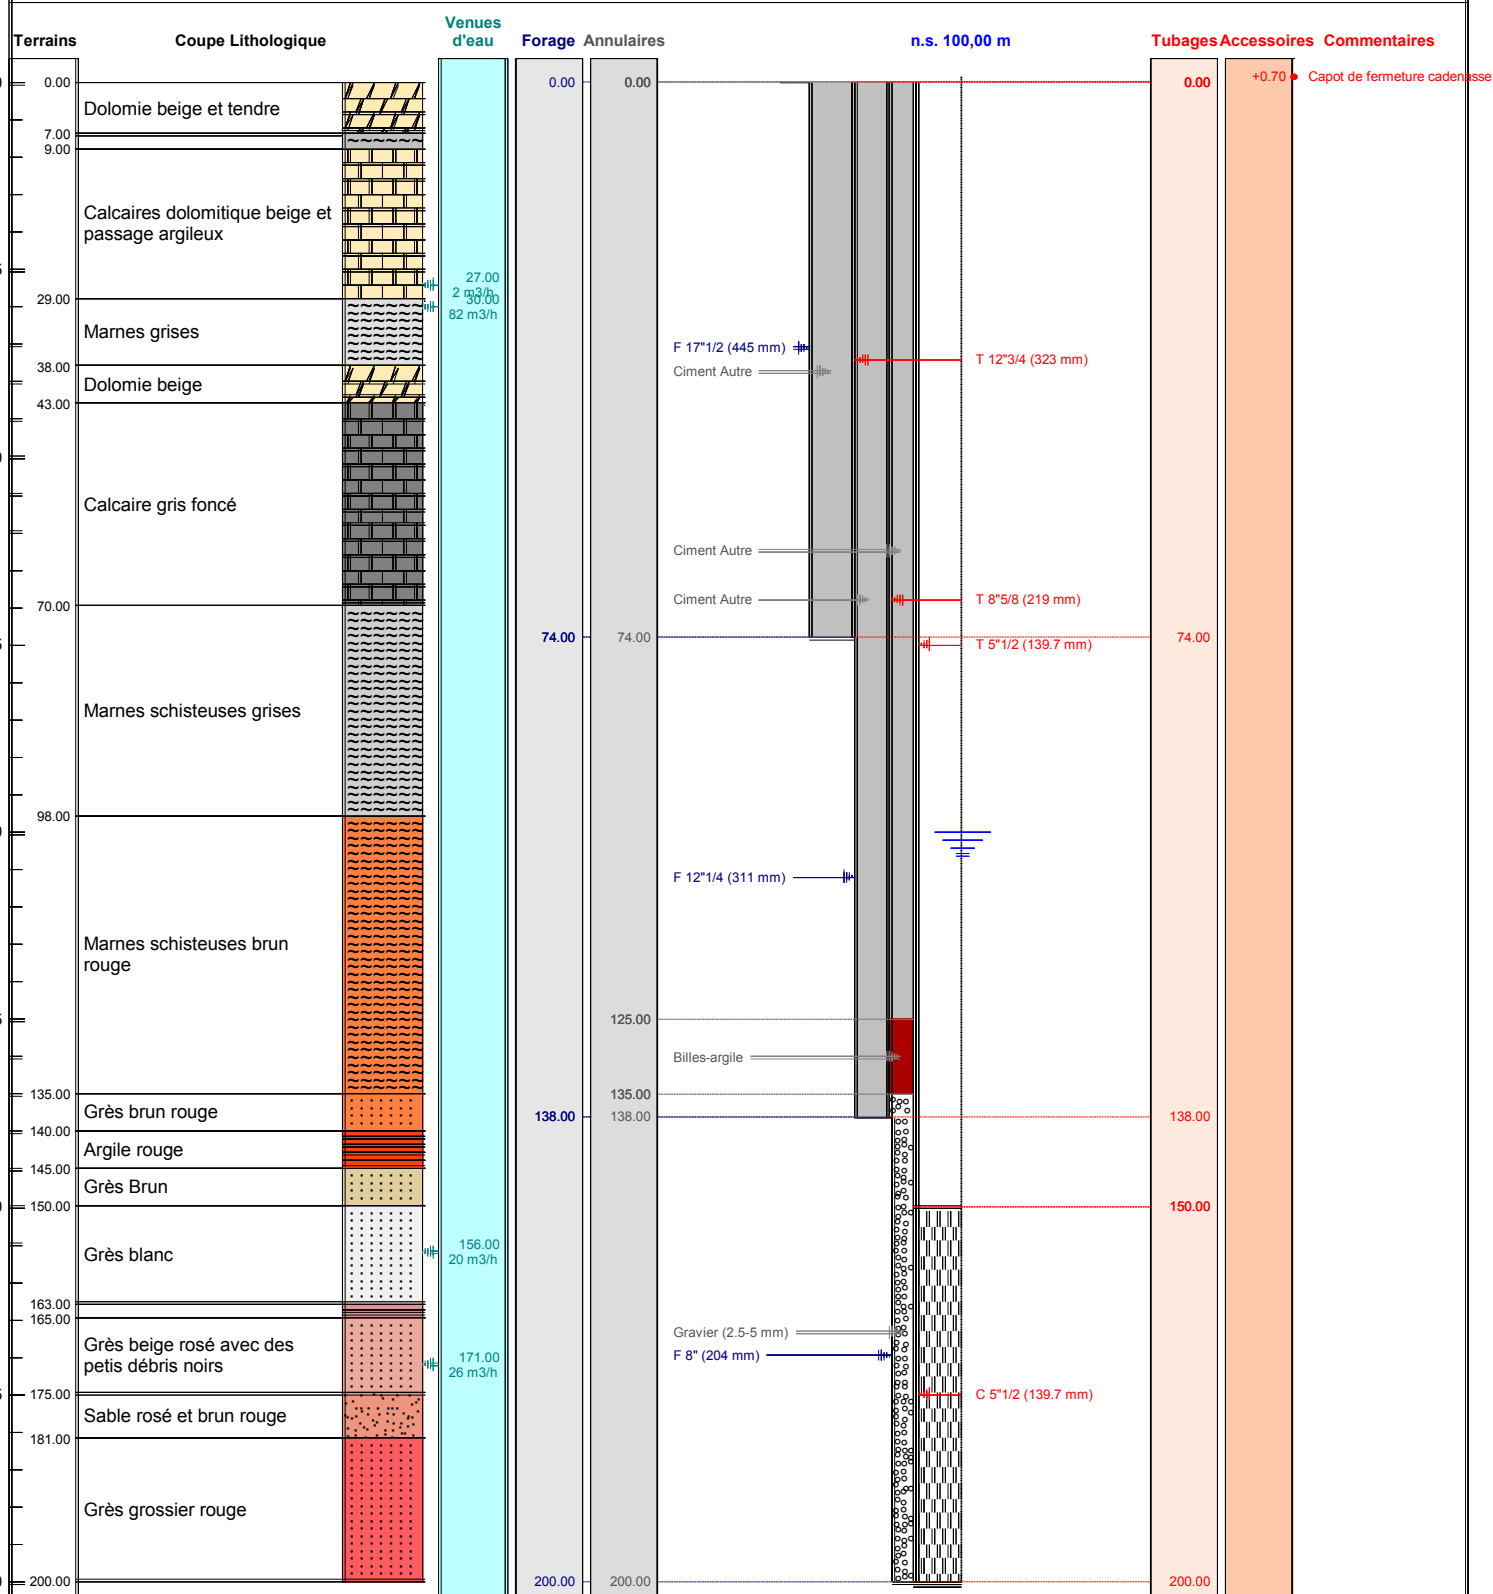 Terrains
Coupe Lithologique
Venues d'eau
Forage
Annulaires
n.s. 100,00 m
Tubages
Accessoires
Commentaires
0.00
Dolomie beige et tendre
7.00
9.00
Calcaires dolomitique beige et
passage argileux
29.00
Marnes grises
38.00
Dolomie beige
43.00
Calcaire gris foncé
70.00
Marnes schisteuses grises
98.00
Marnes schisteuses brun
rouge
135.00
Grès brun rouge
140.00
Argile rouge
145.00
Grès Brun
150.00
Grès blanc
163.00
165.00
Grès beige rosé avec des
petis débris noirs
175.00
Sable rosé et brun rouge
181.00
Grès grossier rouge
200.00
27.00
2 m3/h
30.00
82 m3/h
156.00
20 m3/h
171.00
26 m3/h
0.00
74.00
138.00
200.00
0.00
74.00
125.00
135.00
138.00
200.00
F 17"1/2 (445 mm)
Ciment Autre
Ciment Autre
Ciment Autre
F 12"1/4 (311 mm)
Billes-argile
Gravier (2.5-5 mm)
F 8" (204 mm)
T 12"3/4 (323 mm)
T 8"5/8 (219 mm)
T 5"1/2 (139.7 mm)
C 5"1/2 (139.7 mm)
0.00
74.00
138.00
150.00
200.00
+0.70
Capot de fermeture cadenasse